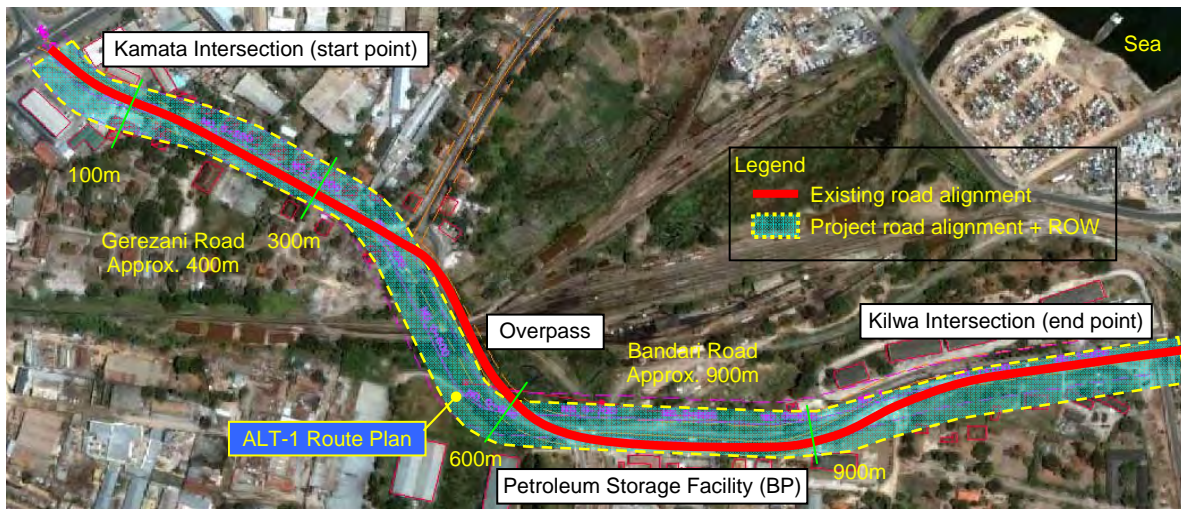 Kamata Intersection (start point)
Sea
Legend
Existing road alignment
Project road alignment + ROW
100m
Gerezani Road
Approx. 400m
300m
Overpass
Bandari Road
Approx. 900m
Kilwa Intersection (end point)
ALT-1 Route Plan
600m
900m
Petroleum Storage Facility (BP)